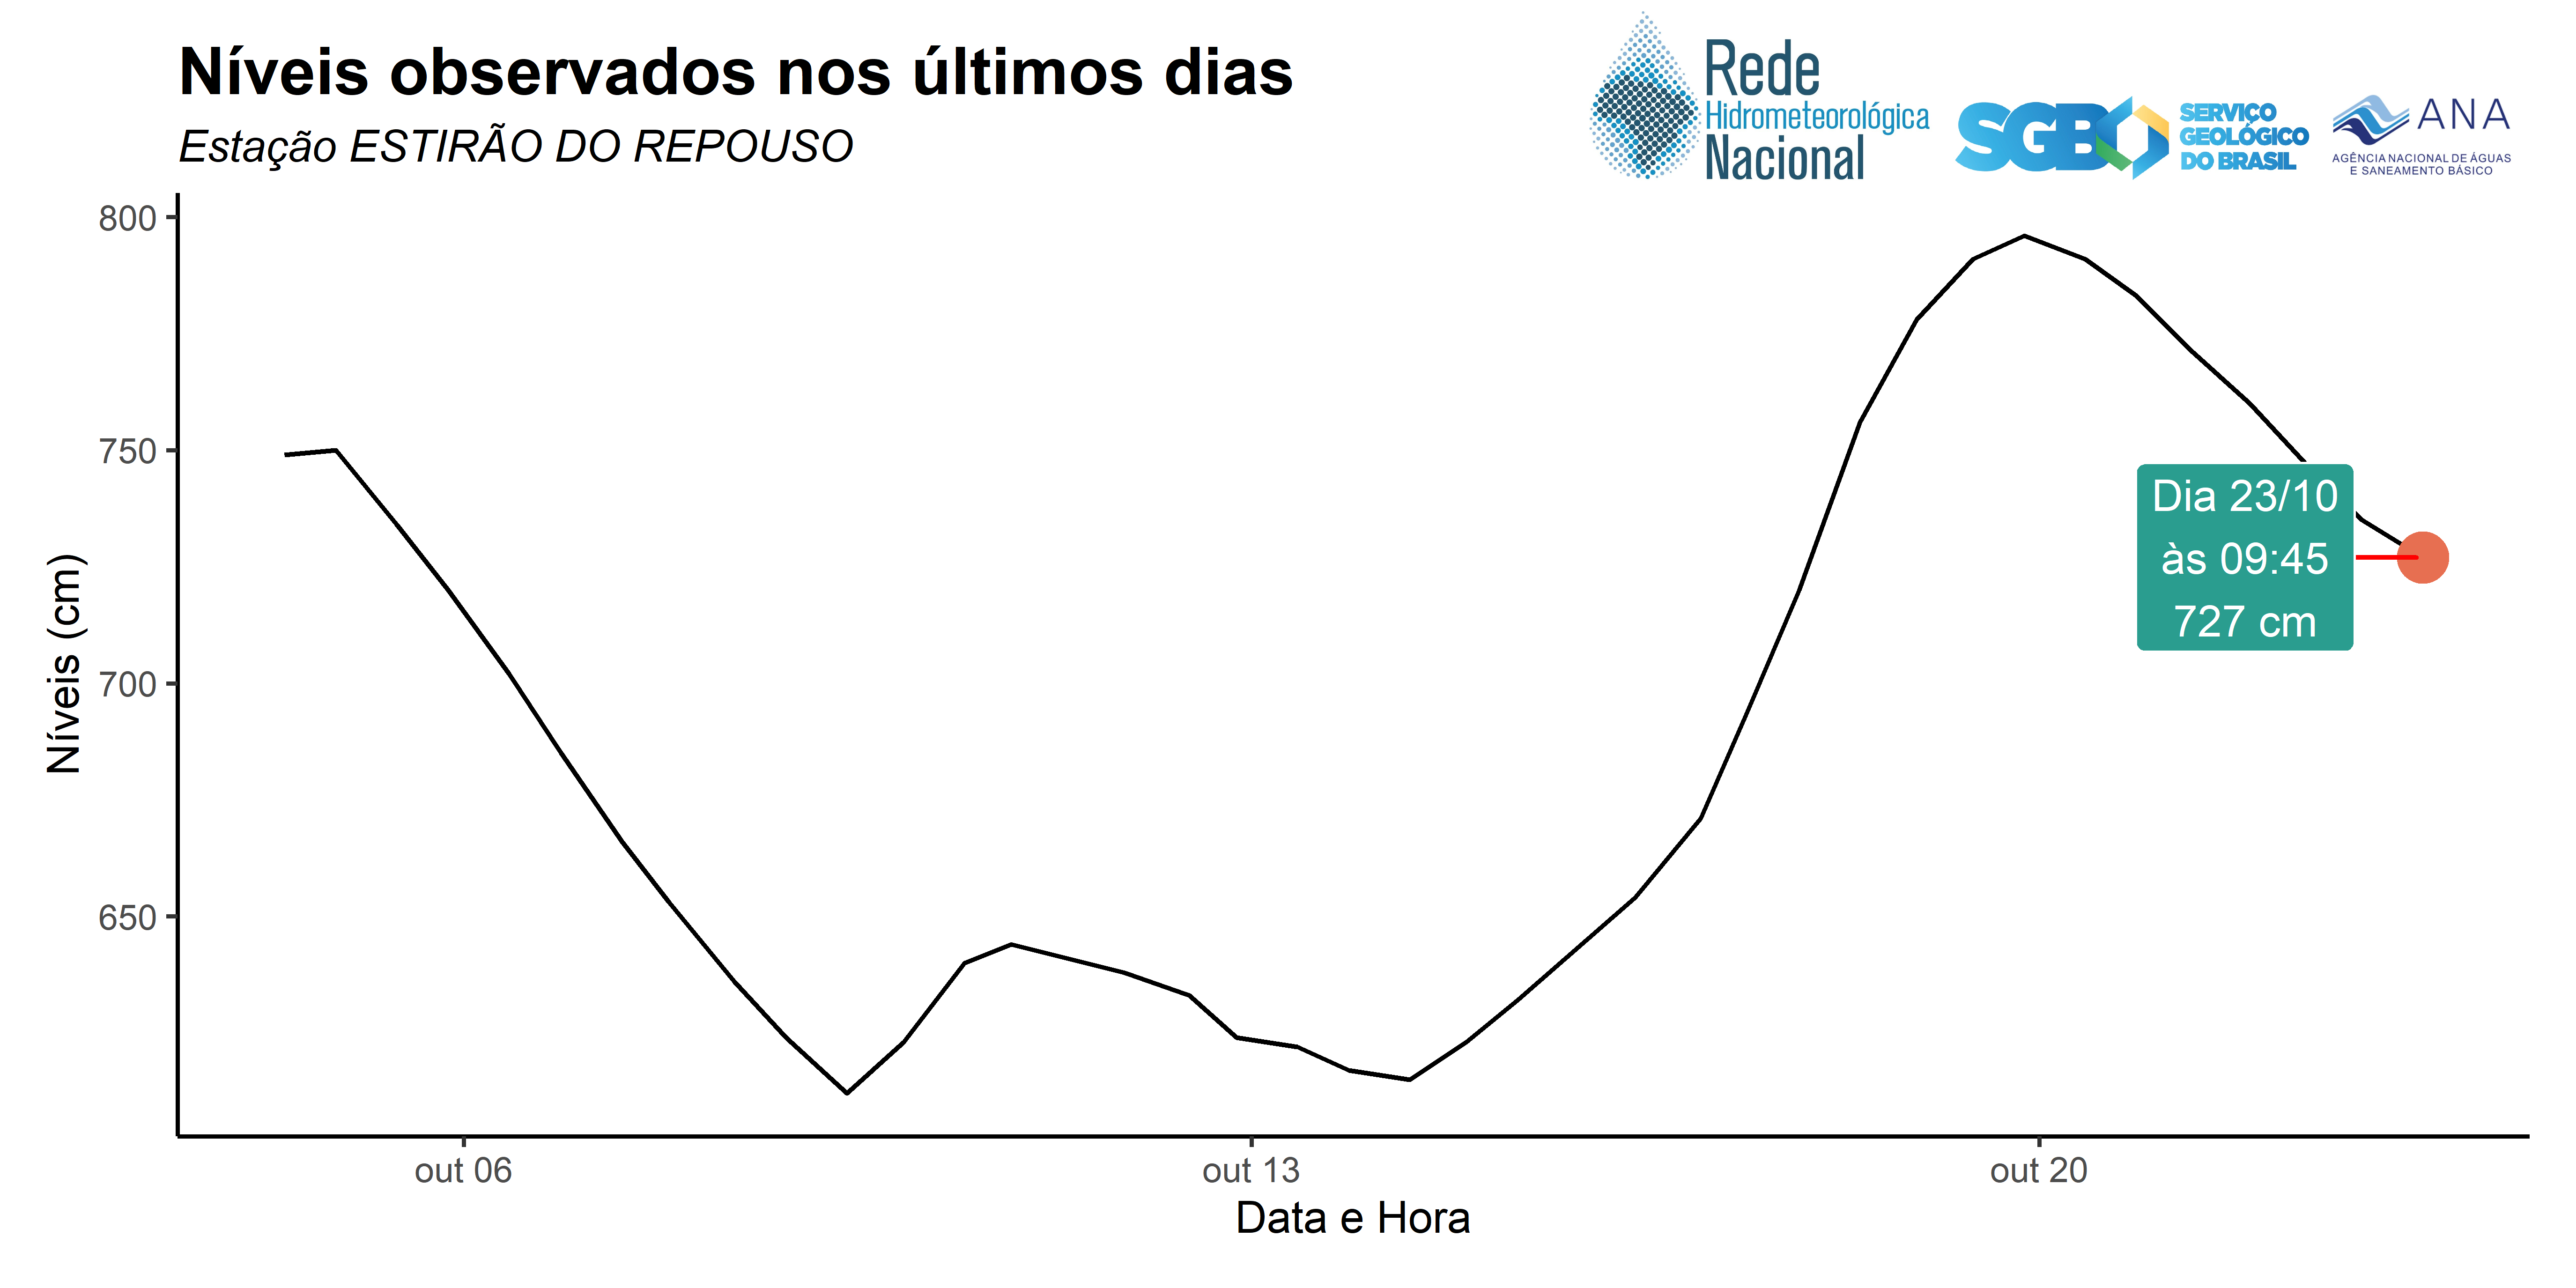 Níveis observados nos últimos dias
Estação ESTIRÃO DO REPOUSO
Rede
Hidrometeorológica
Nacional
SGB
SERVIÇO
GEOLÓGICO
DO BRASIL
ANA
AGÊNCIA NACIONAL DE ÁGUAS
E SANEAMENTO BÁSICO
Níveis (cm)
800
750
700
650
Dia 23/10
às 09:45
727 cm
out 06
out 13
out 20
Data e Hora